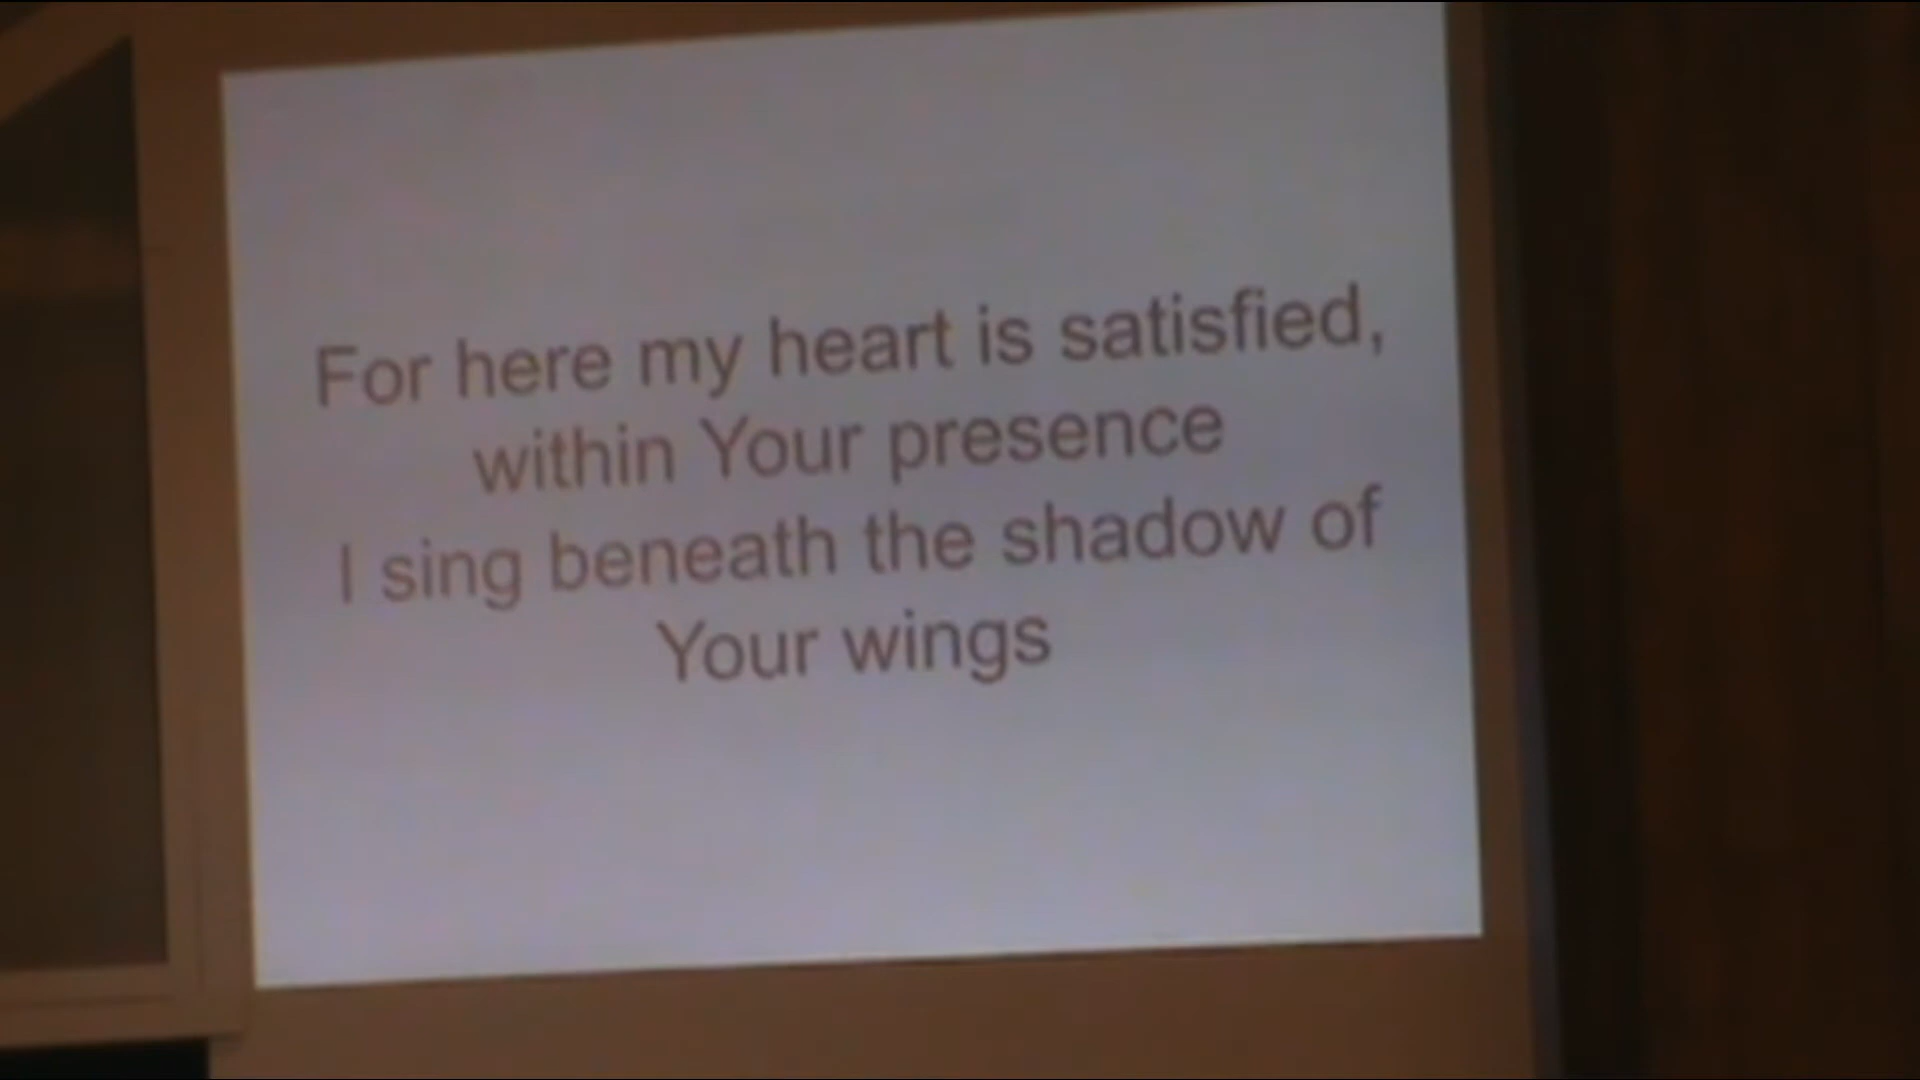 For here my heart is satisfied,
within Your presence
I sing beneath the shadow of
Your wings